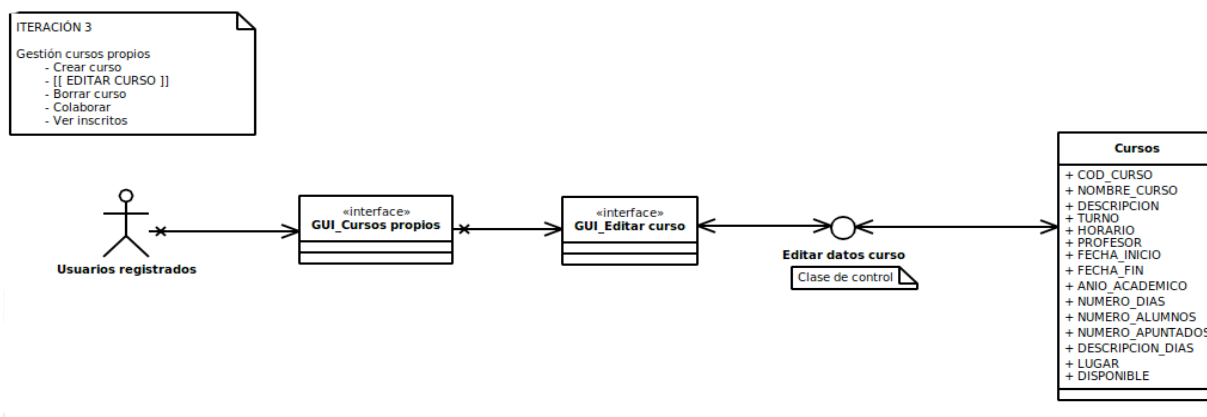 ITERACIÓN 3
Gestión cursos propios
- Crear curso
- [[ EDITAR CURSO ]]
- Borrar curso
- Colaborar
- Ver inscritos
Usuarios registrados
«interface»
GUI_Cursos propios
«interface»
GUI_Editar curso
Editar datos curso
Clase de control
Cursos
+ COD_CURSO
+ NOMBRE_CURSO
+ DESCRIPCION
+ TURNO
+ HORARIO
+ PROFESOR
+ FECHA_INICIO
+ FECHA_FIN
+ ANIO_ACADEMICO
+ NUMERO_DIAS
+ NUMERO_ALUMNOS
+ NUMERO_APUNTADOS
+ DESCRIPCION_DIAS
+ LUGAR
+ DISPONIBLE